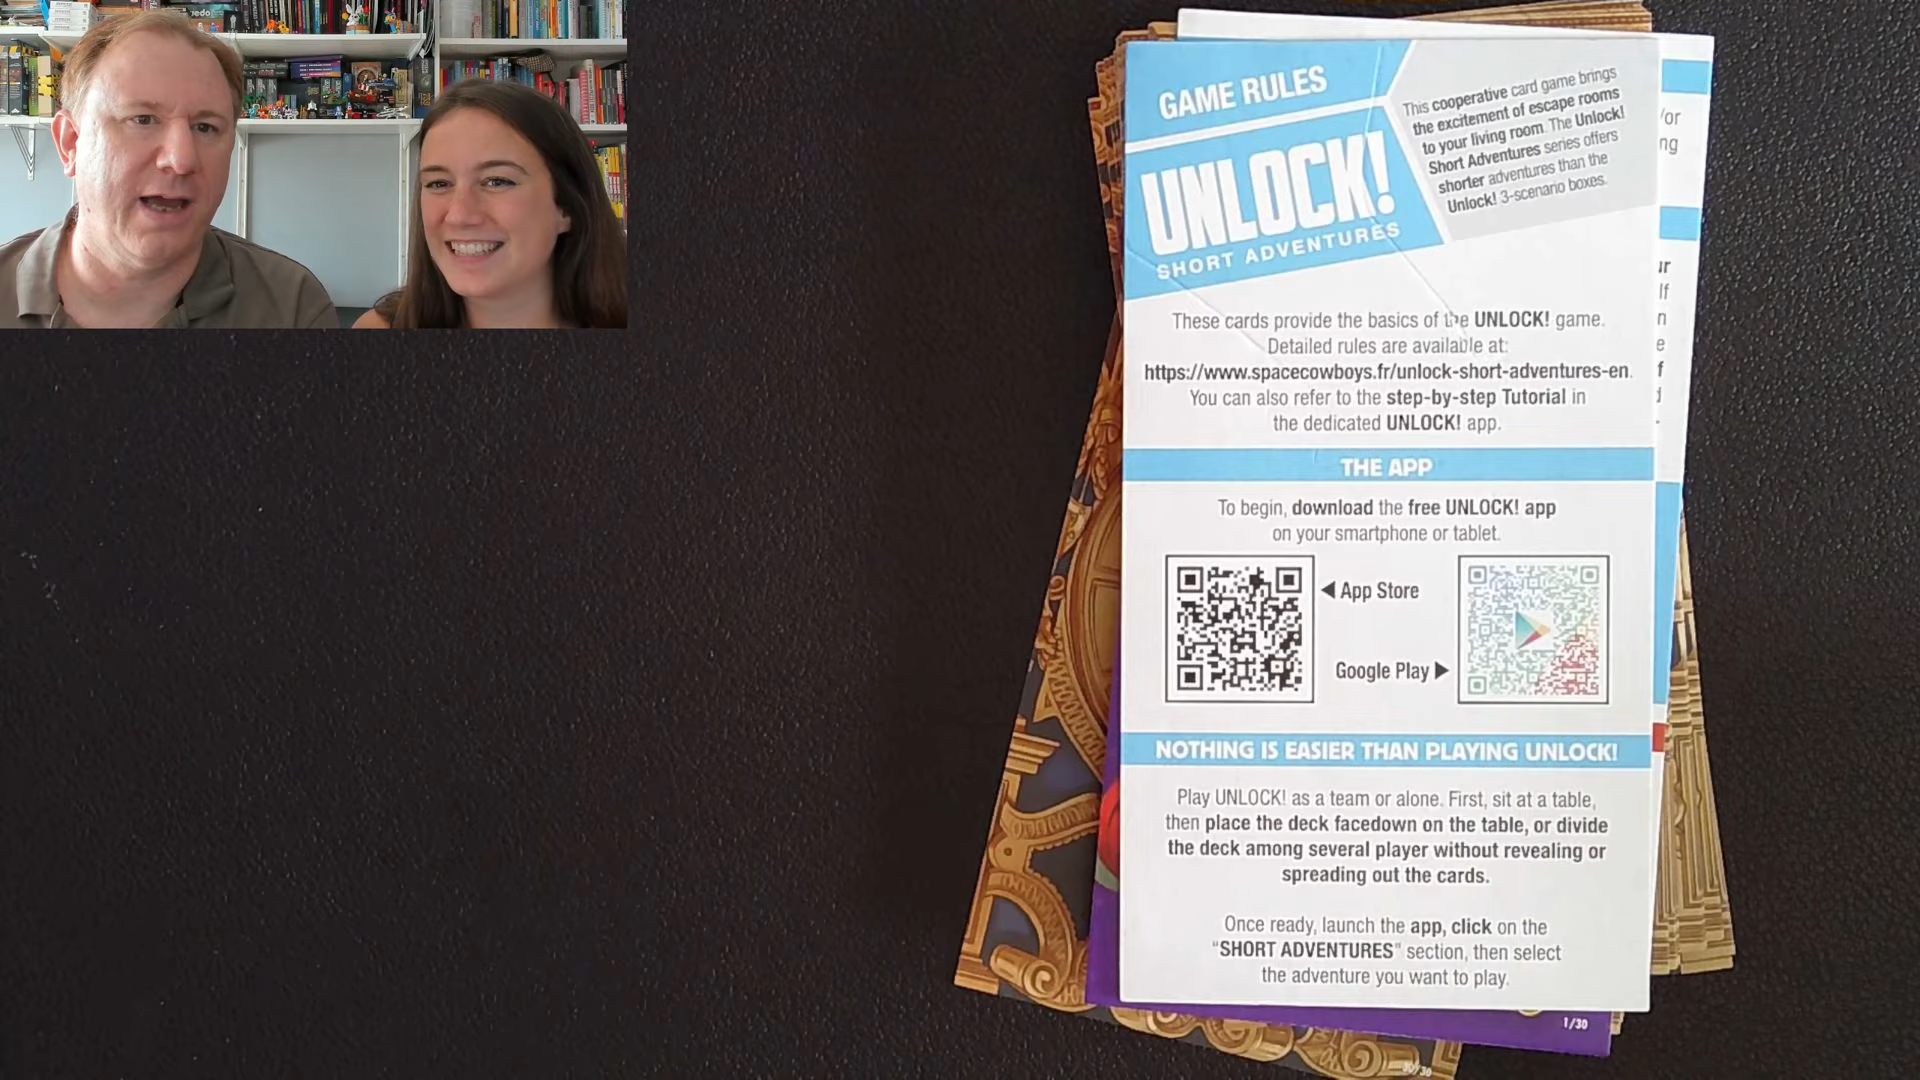 GAME RULES
UNLOCK!
SHORT ADVENTURES
This cooperative card game brings
the excitement of escape rooms
to your living room. The Unlock!
Short Adventures series offers
shorter adventures than the
Unlock! 3-scenario boxes.
These cards provide the basics of the UNLOCK! game.
Detailed rules are available at:
https://www.spacecowboys.fr/unlock-short-adventures-en.
You can also refer to the step-by-step Tutorial in
the dedicated UNLOCK! app.
THE APP
To begin, download the free UNLOCK! app
on your smartphone or tablet.
◀ App Store
Google Play ▶
NOTHING IS EASIER THAN PLAYING UNLOCK!
Play UNLOCK! as a team or alone. First, sit at a table,
then place the deck facedown on the table, or divide
the deck among several player without revealing or
spreading out the cards.
Once ready, launch the app, click on the
"SHORT ADVENTURES" section, then select
the adventure you want to play.
1/30
30/30